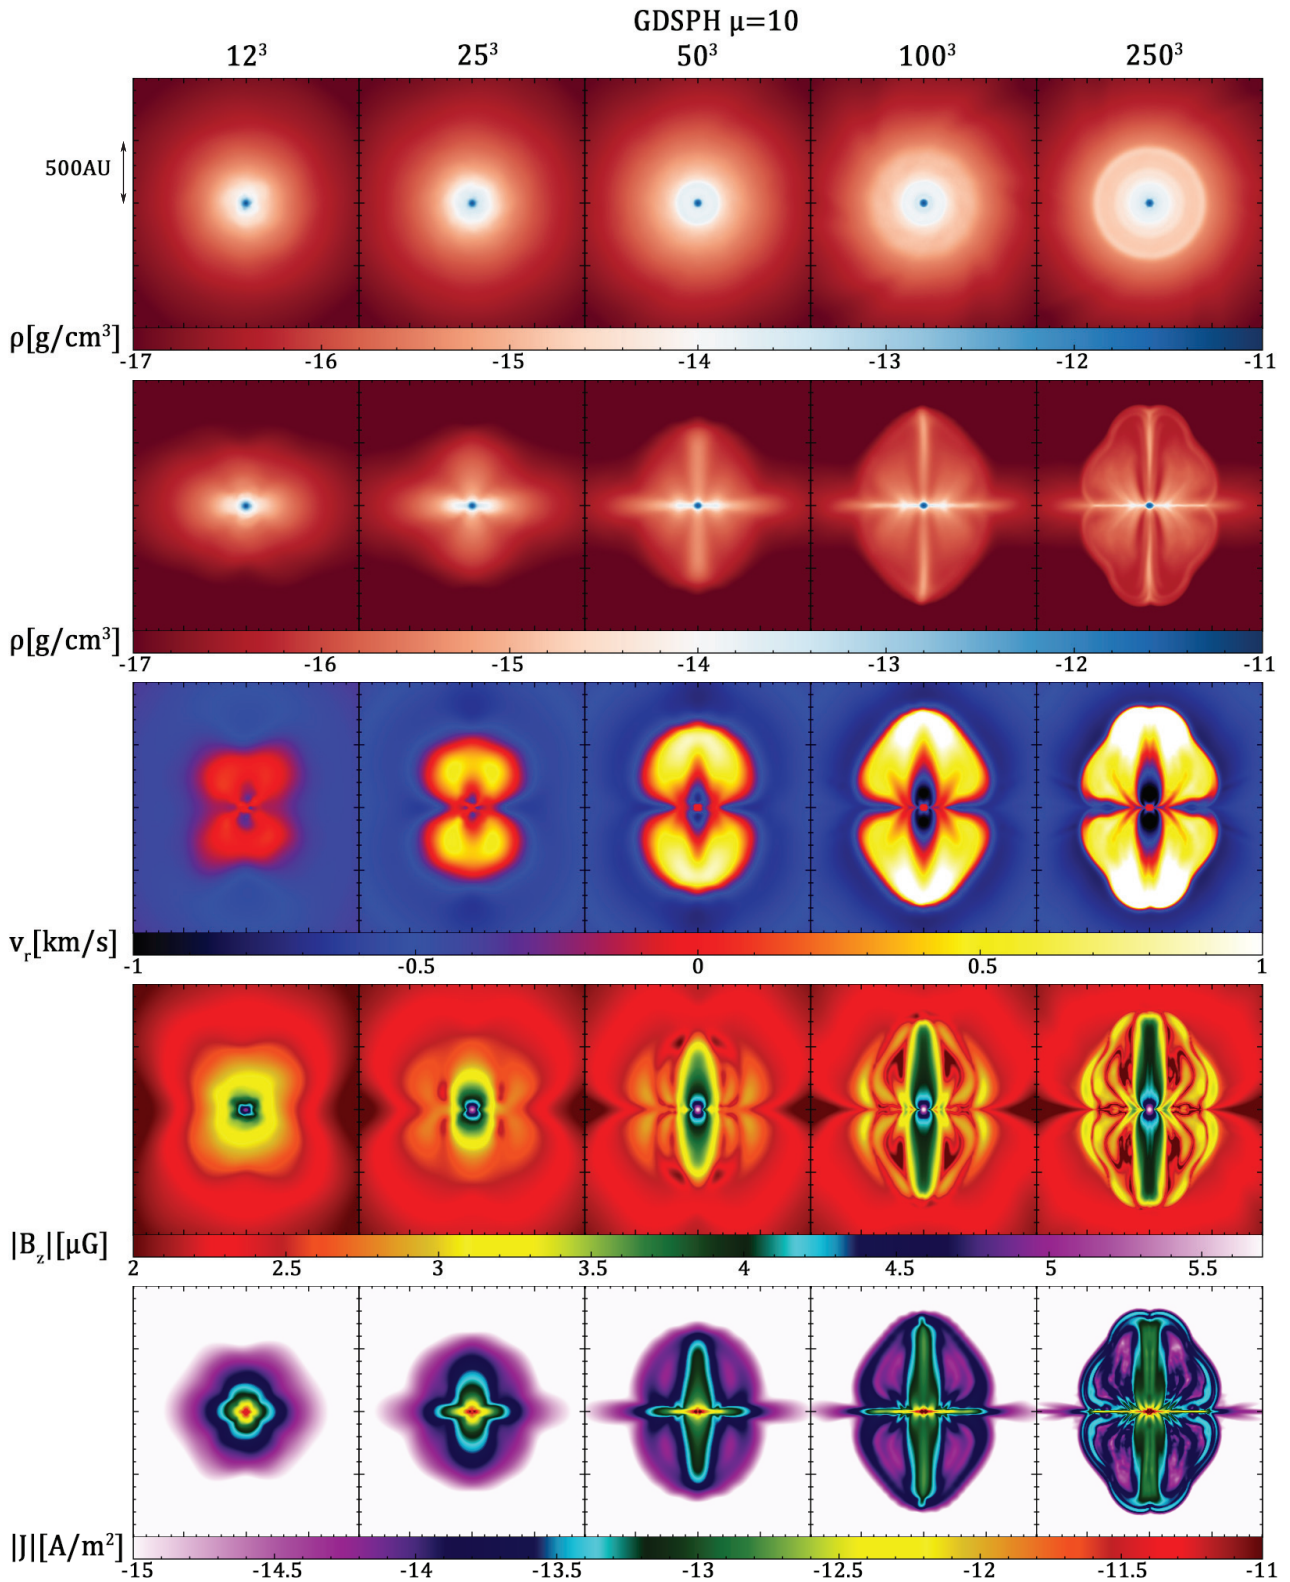 GDSPH μ=10
12³ 25³ 50³ 100³ 250³
500AU
ρ[g/cm³]
-17 -16 -15 -14 -13 -12 -11
ρ[g/cm³]
-17 -16 -15 -14 -13 -12 -11
vᵣ[km/s]
-1 -0.5 0 0.5 1
|B_z|[μG]
2 2.5 3 3.5 4 4.5 5 5.5
|J|[A/m²]
-15 -14.5 -14 -13.5 -13 -12.5 -12 -11.5 -11